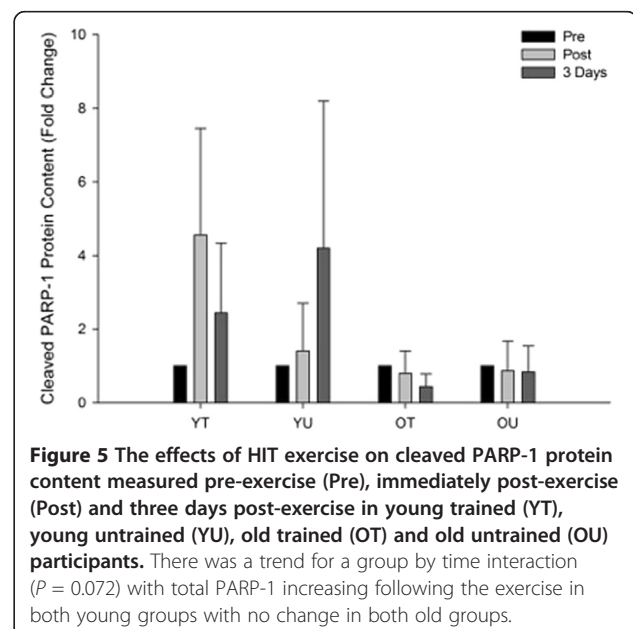 10
Pre
Post
3 Days
8
6
4
2
0
Cleaved PARP-1 Protein Content (Fold Change)
YT YU OT OU
Figure 5 The effects of HIT exercise on cleaved PARP-1 protein
content measured pre-exercise (Pre), immediately post-exercise
(Post) and three days post-exercise in young trained (YT),
young untrained (YU), old trained (OT) and old untrained (OU)
participants. There was a trend for a group by time interaction
(P = 0.072) with total PARP-1 increasing following the exercise in
both young groups with no change in both old groups.